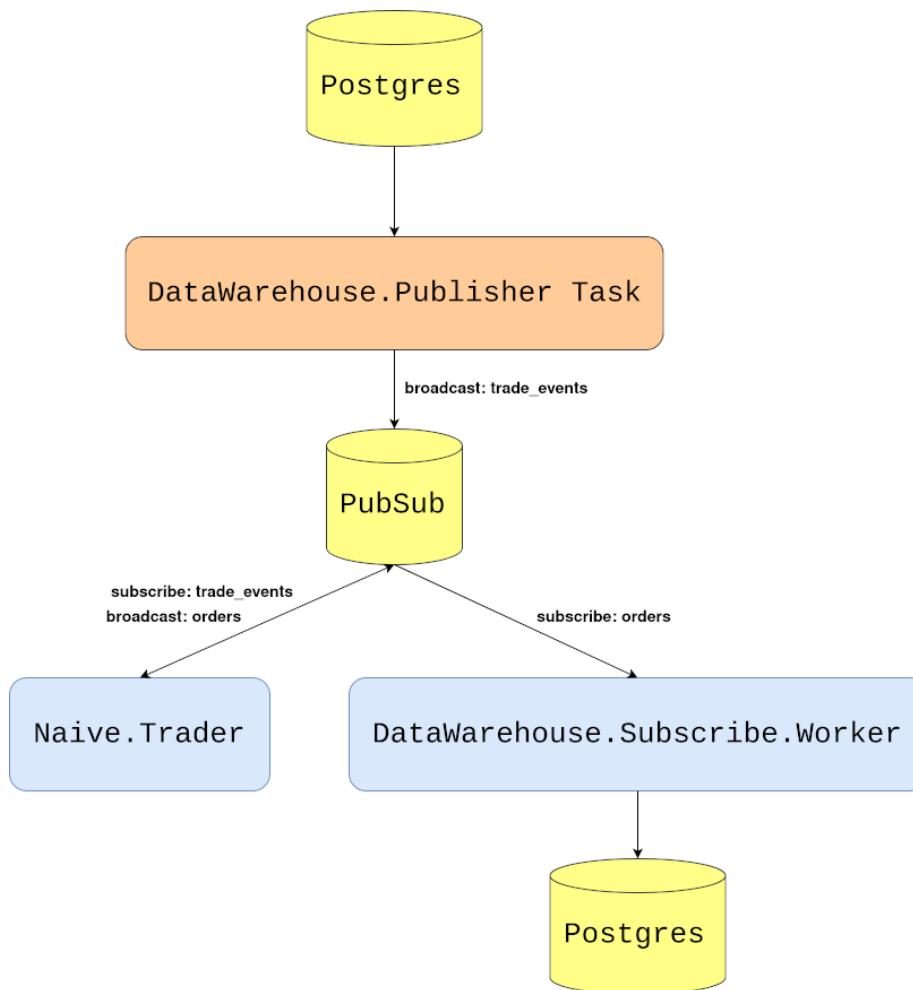 Postgres
DataWarehouse.Publisher Task
broadcast: trade_events
PubSub
subscribe: trade_events
broadcast: orders
subscribe: orders
Naive.Trader
DataWarehouse.Subscribe.Worker
Postgres